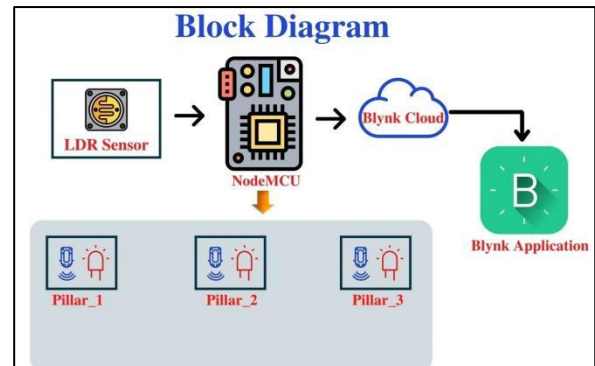 Block Diagram
LDR Sensor
NodeMCU
Blynk Cloud
B
Blynk Application
Pillar_1
Pillar_2
Pillar_3